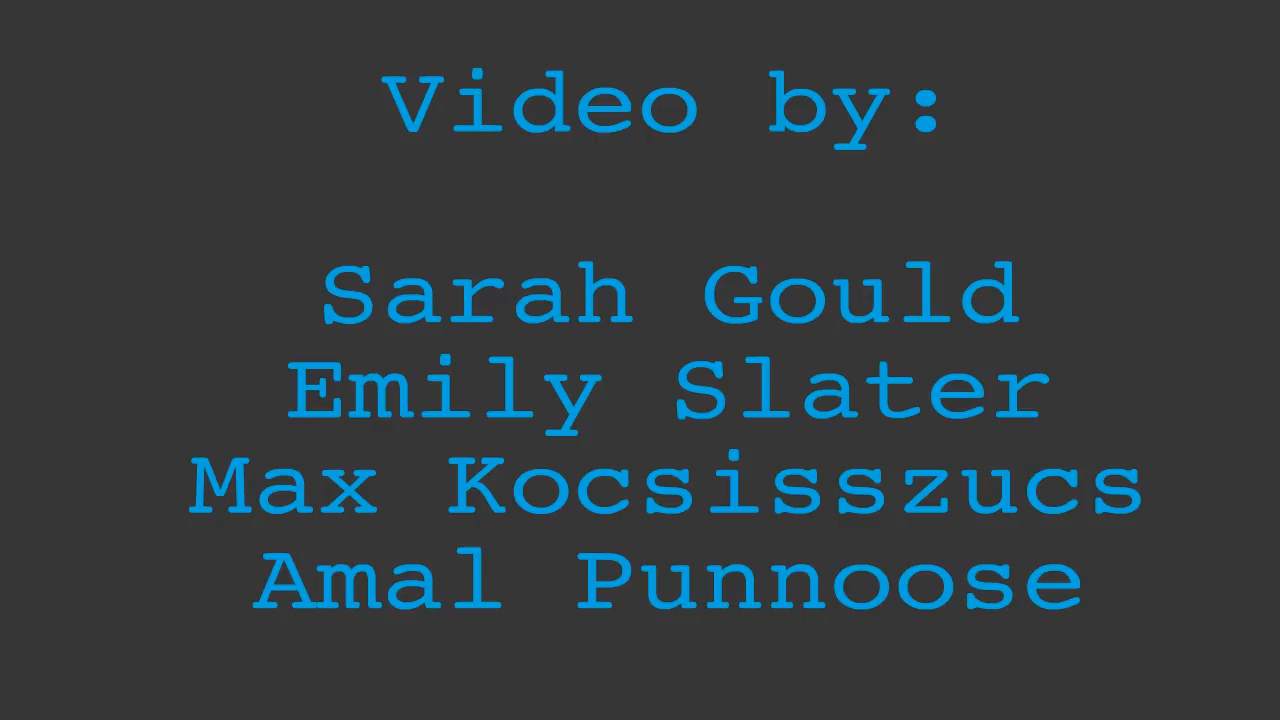 Video by:
Sarah Gould
Emily Slater
Max Kocsisszucs
Amal Punnoose